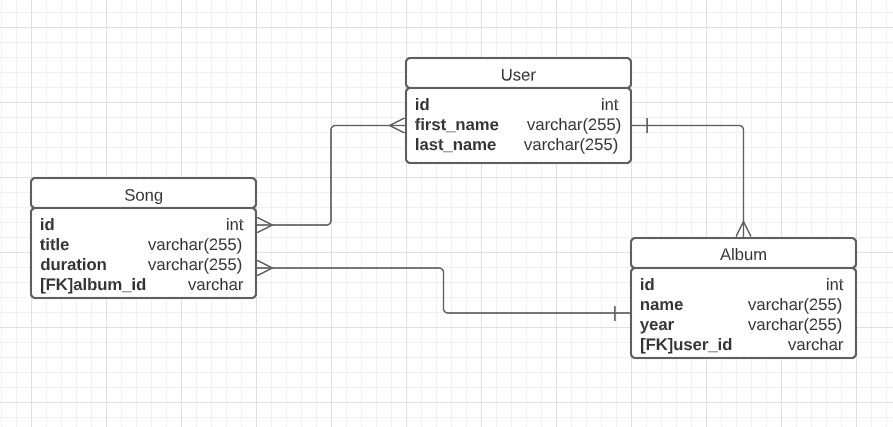 User
id int
first_name varchar(255)
last_name varchar(255)
Song
id int
title varchar(255)
duration varchar(255)
[FK]album_id varchar
Album
id int
name varchar(255)
year varchar(255)
[FK]user_id varchar